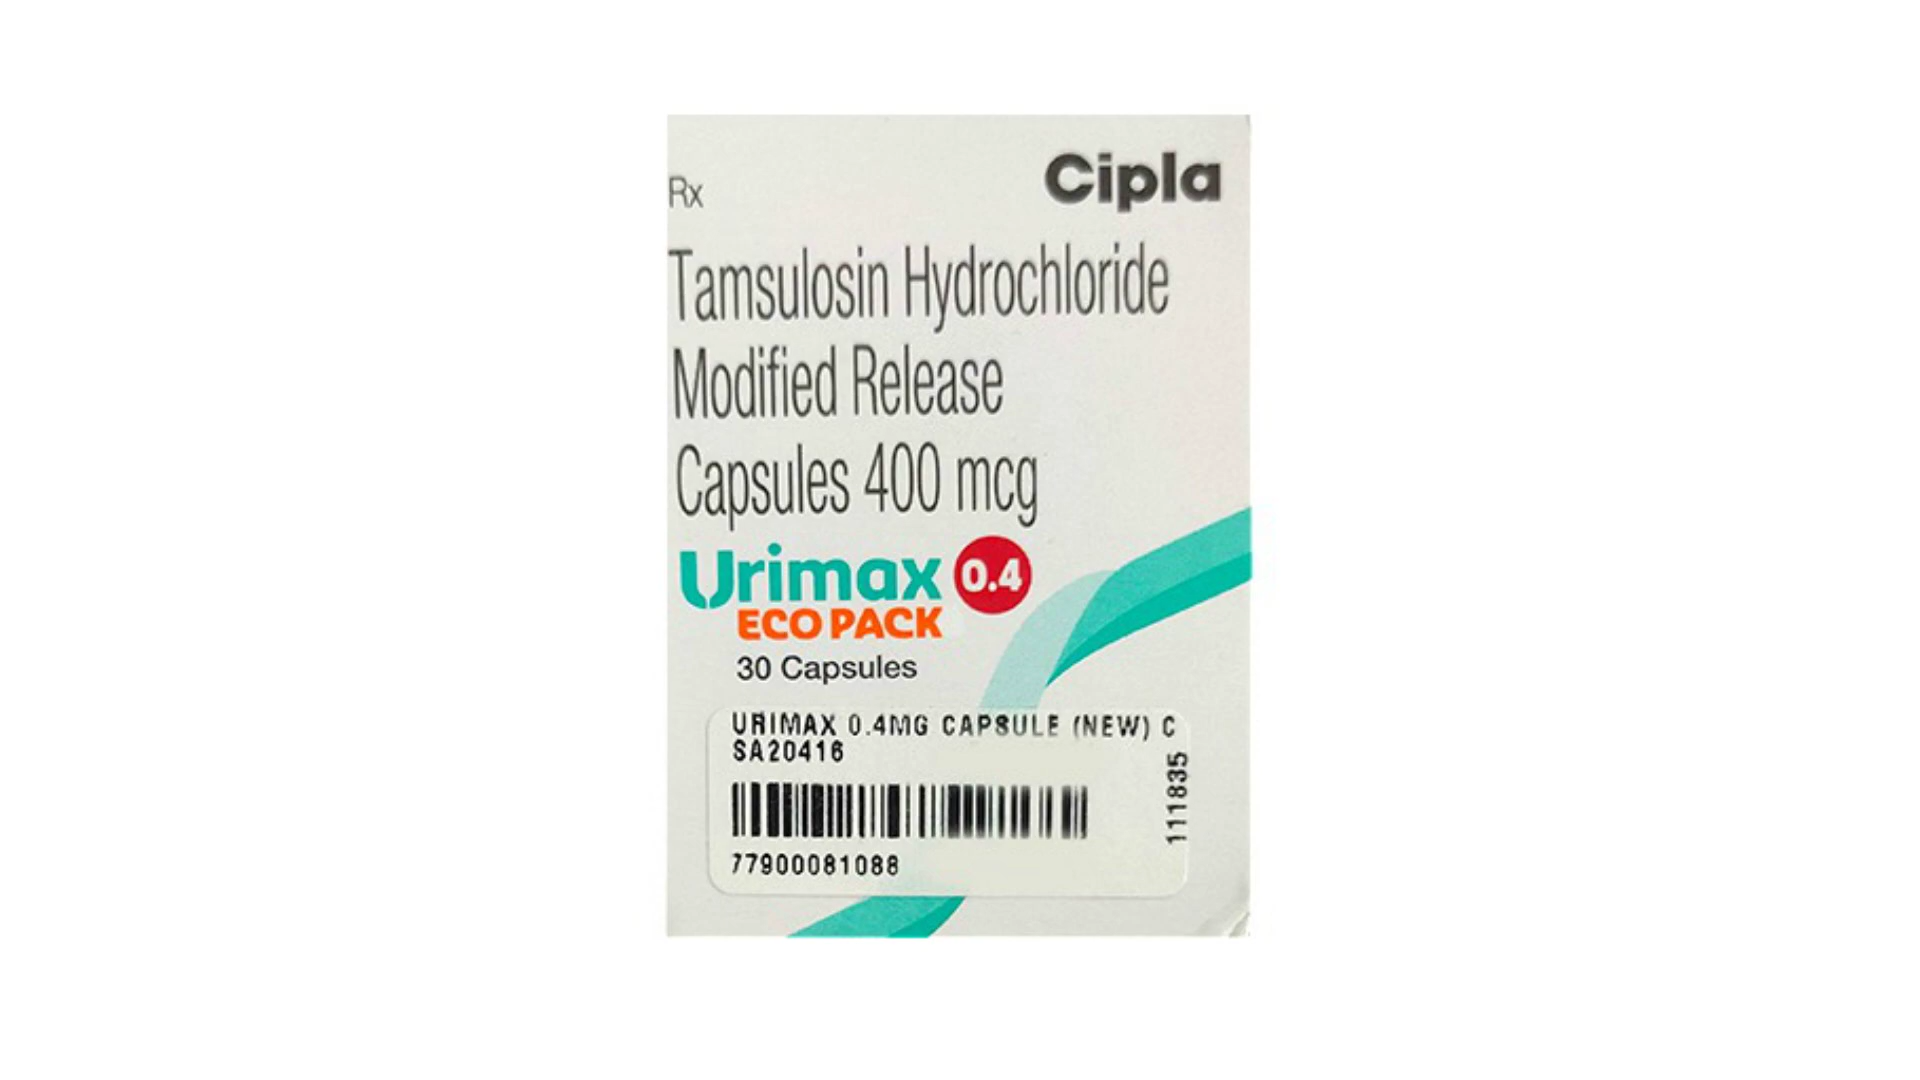 Rx
Cipla
Tamsulosin Hydrochloride
Modified Release
Capsules 400 mcg
Urimax 0.4
ECO PACK
30 Capsules
URIMAX 0.4MG CAPSULE (NEW) C
SA20416
111835
77900081088